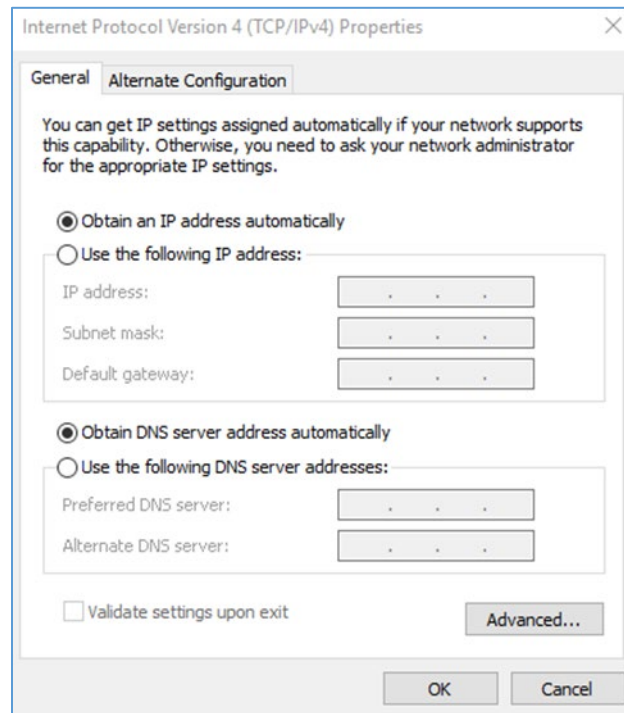 Internet Protocol Version 4 (TCP/IPv4) Properties
General
Alternate Configuration
You can get IP settings assigned automatically if your network supports
this capability. Otherwise, you need to ask your network administrator
for the appropriate IP settings.
Obtain an IP address automatically
Use the following IP address:
IP address:
Subnet mask:
Default gateway:
Obtain DNS server address automatically
Use the following DNS server addresses:
Preferred DNS server:
Alternate DNS server:
Validate settings upon exit
Advanced...
OK
Cancel